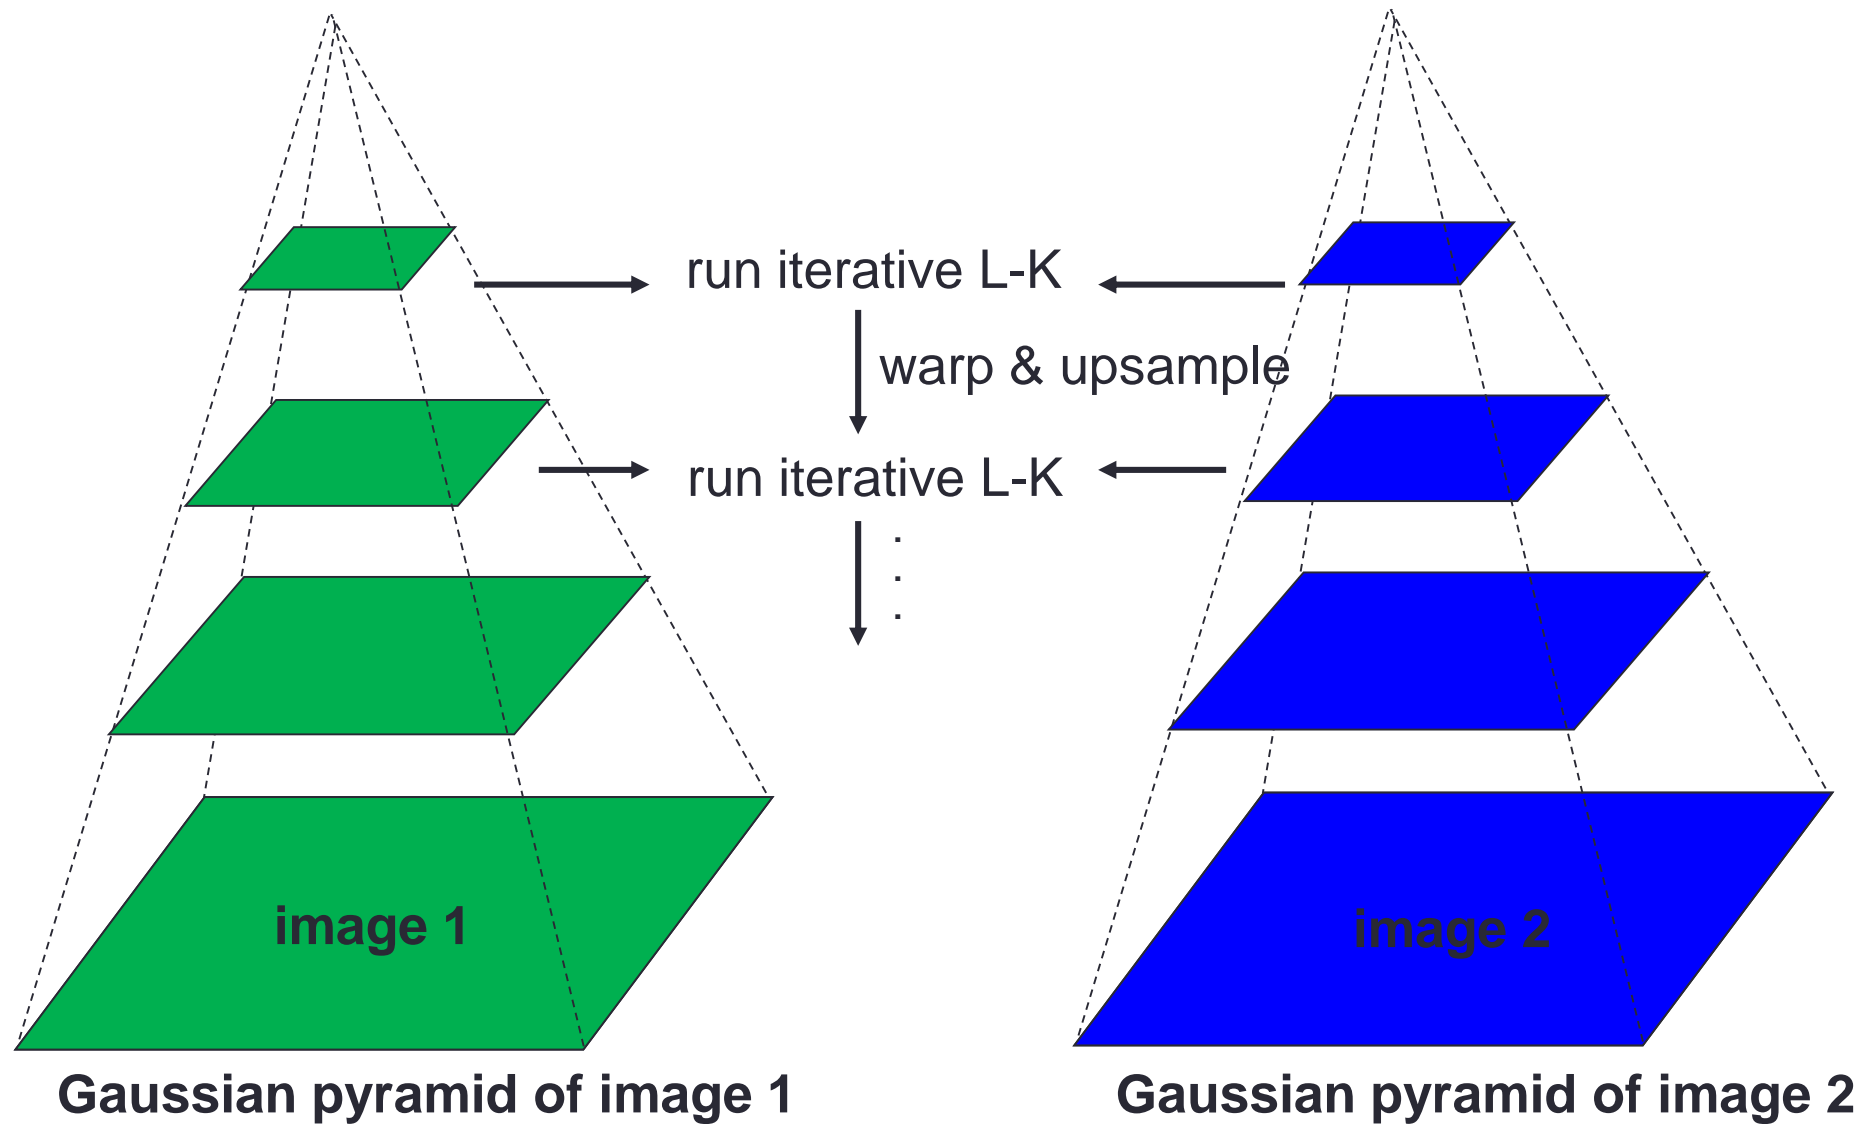 run iterative L-K
warp & upsample
run iterative L-K
.
.
.
image 1
image 2
Gaussian pyramid of image 1
Gaussian pyramid of image 2